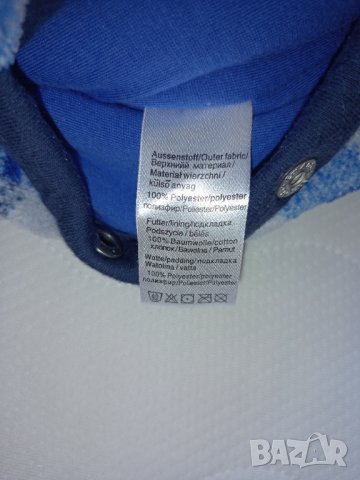 Aussenstoff/Outer fabric/
Верхний материал/
Materiał wierzchni/
külső anyag
100% Polyester/polyester
полиэфир/Poliester/poliészter
Futter/lining/подкладка
Podszycie / bélés
100% Baumwolle/cotton
хлопок/Bawełna / Pamut
Watte/padding/подкладка
Watolina / vatta
100% Polyester/polyester
полиэфир/Poliester/poliészter
BAZAR
bg